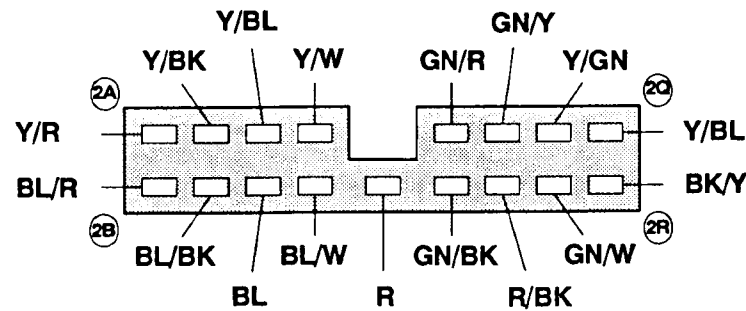 Y/BL GN/Y
Y/BK Y/W GN/R Y/GN
2A 2Q
Y/R Y/BL
BL/R BK/Y
2B 2R
BL/BK BL/W GN/BK GN/W
BL R R/BK